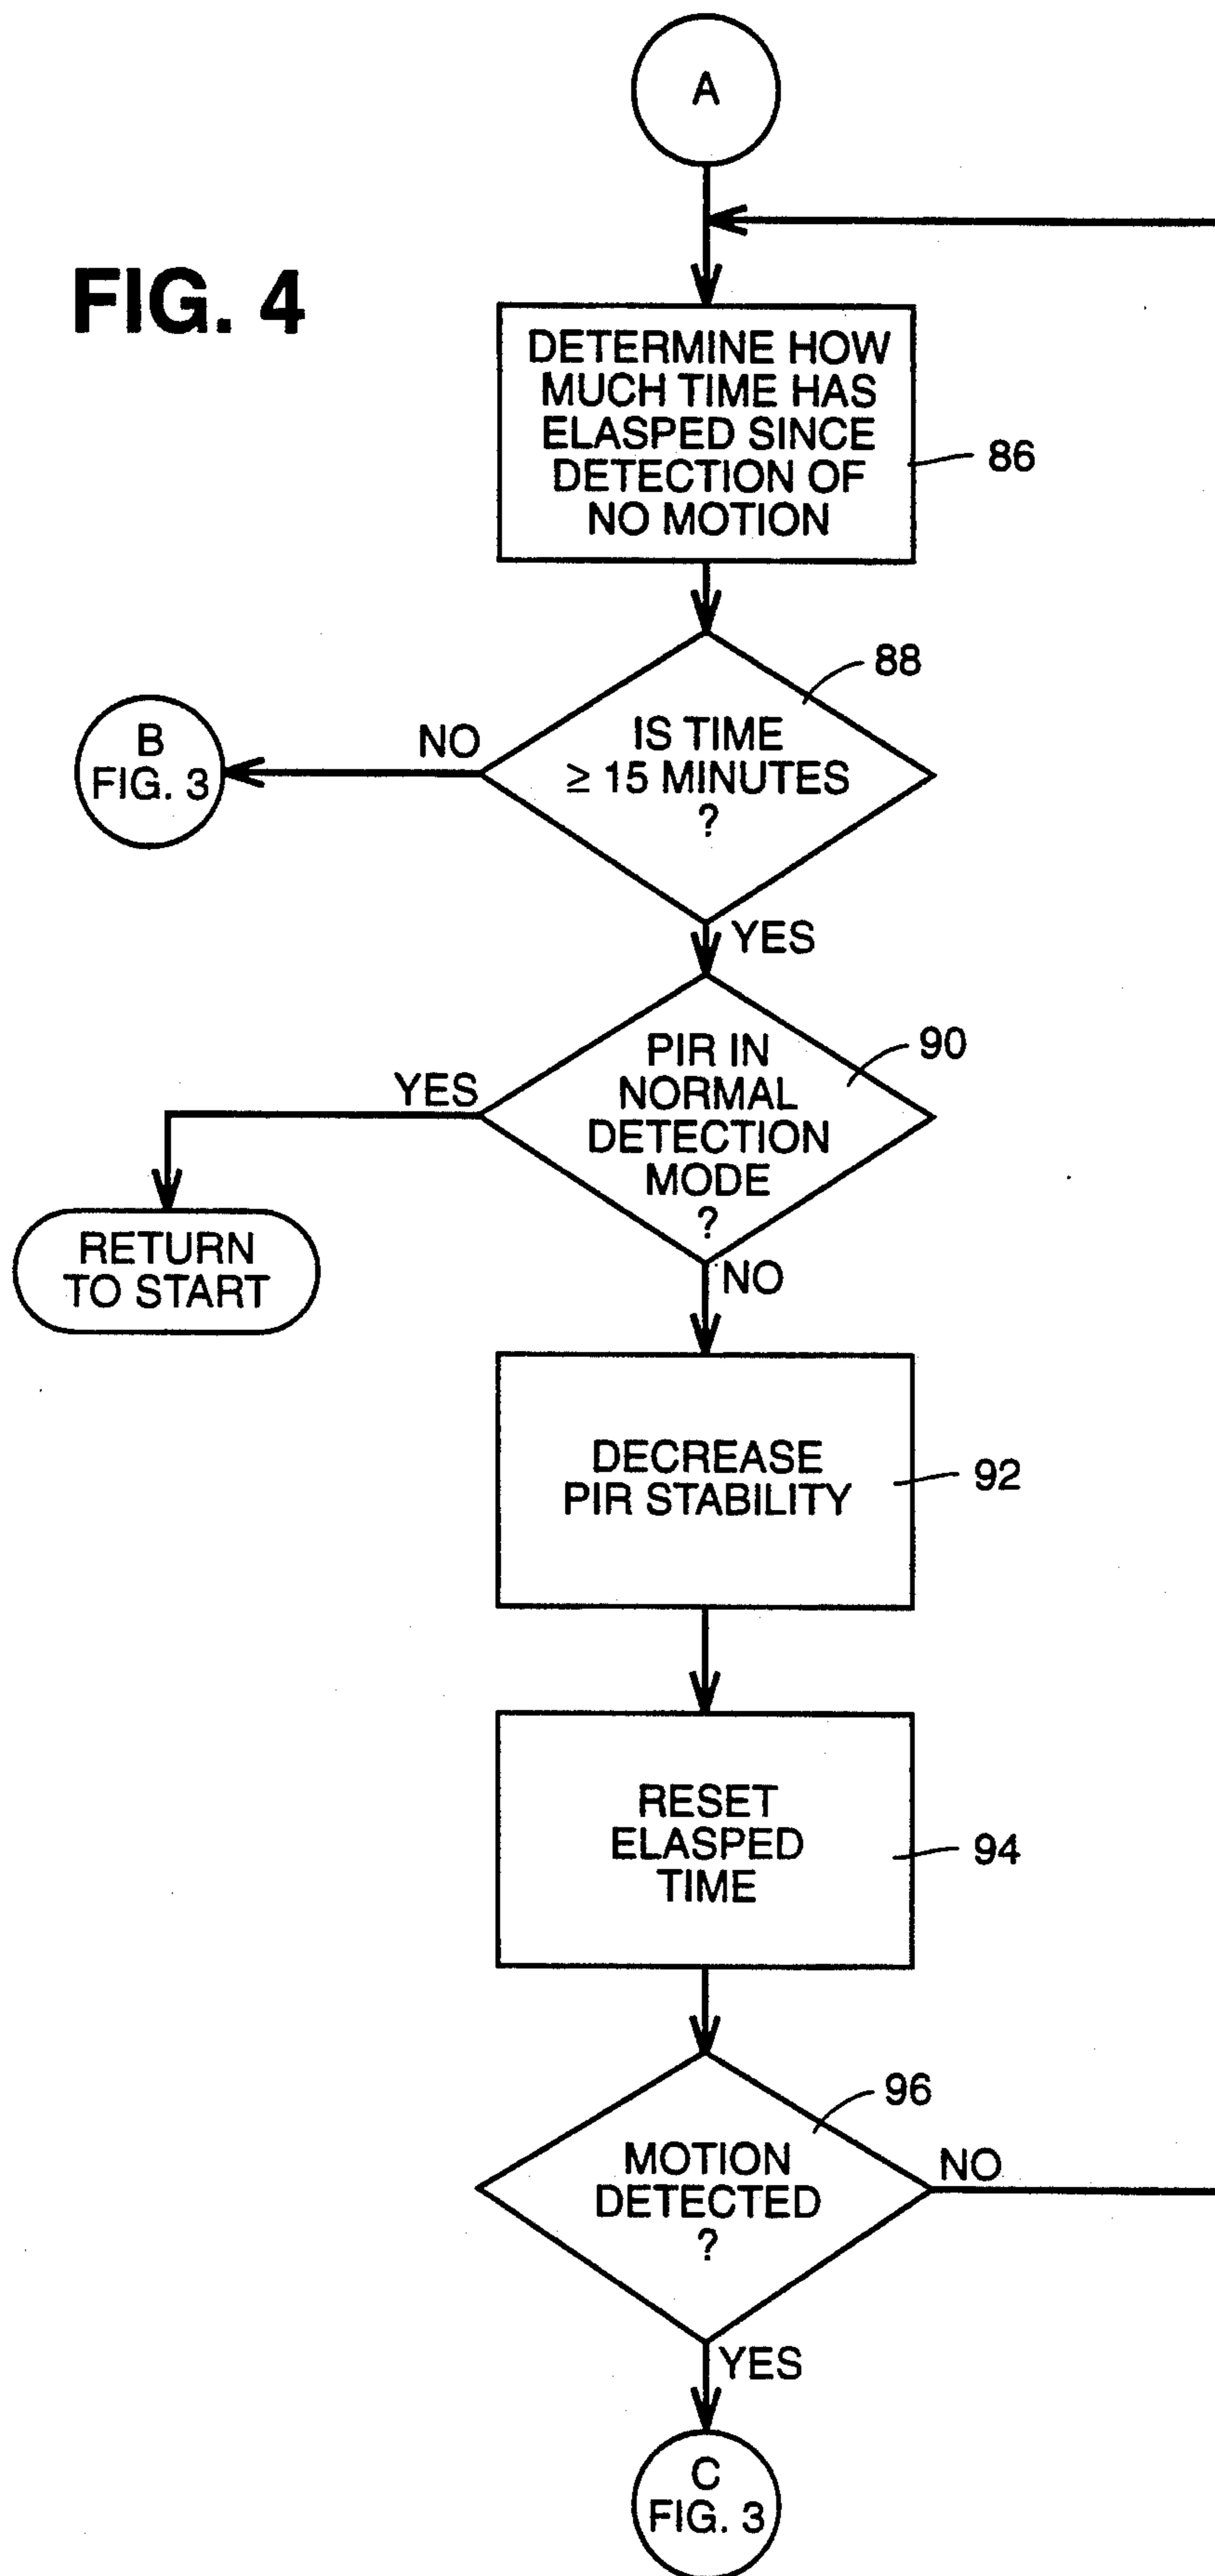 A
FIG. 4
DETERMINE HOW
MUCH TIME HAS
ELASPED SINCE
DETECTION OF
NO MOTION
86
88
IS TIME
≥ 15 MINUTES
?
NO
B
FIG. 3
YES
90
PIR IN
NORMAL
DETECTION
MODE
?
YES
RETURN
TO START
NO
DECREASE
PIR STABILITY
92
RESET
ELASPED
TIME
94
96
MOTION
DETECTED
?
NO
YES
C
FIG. 3